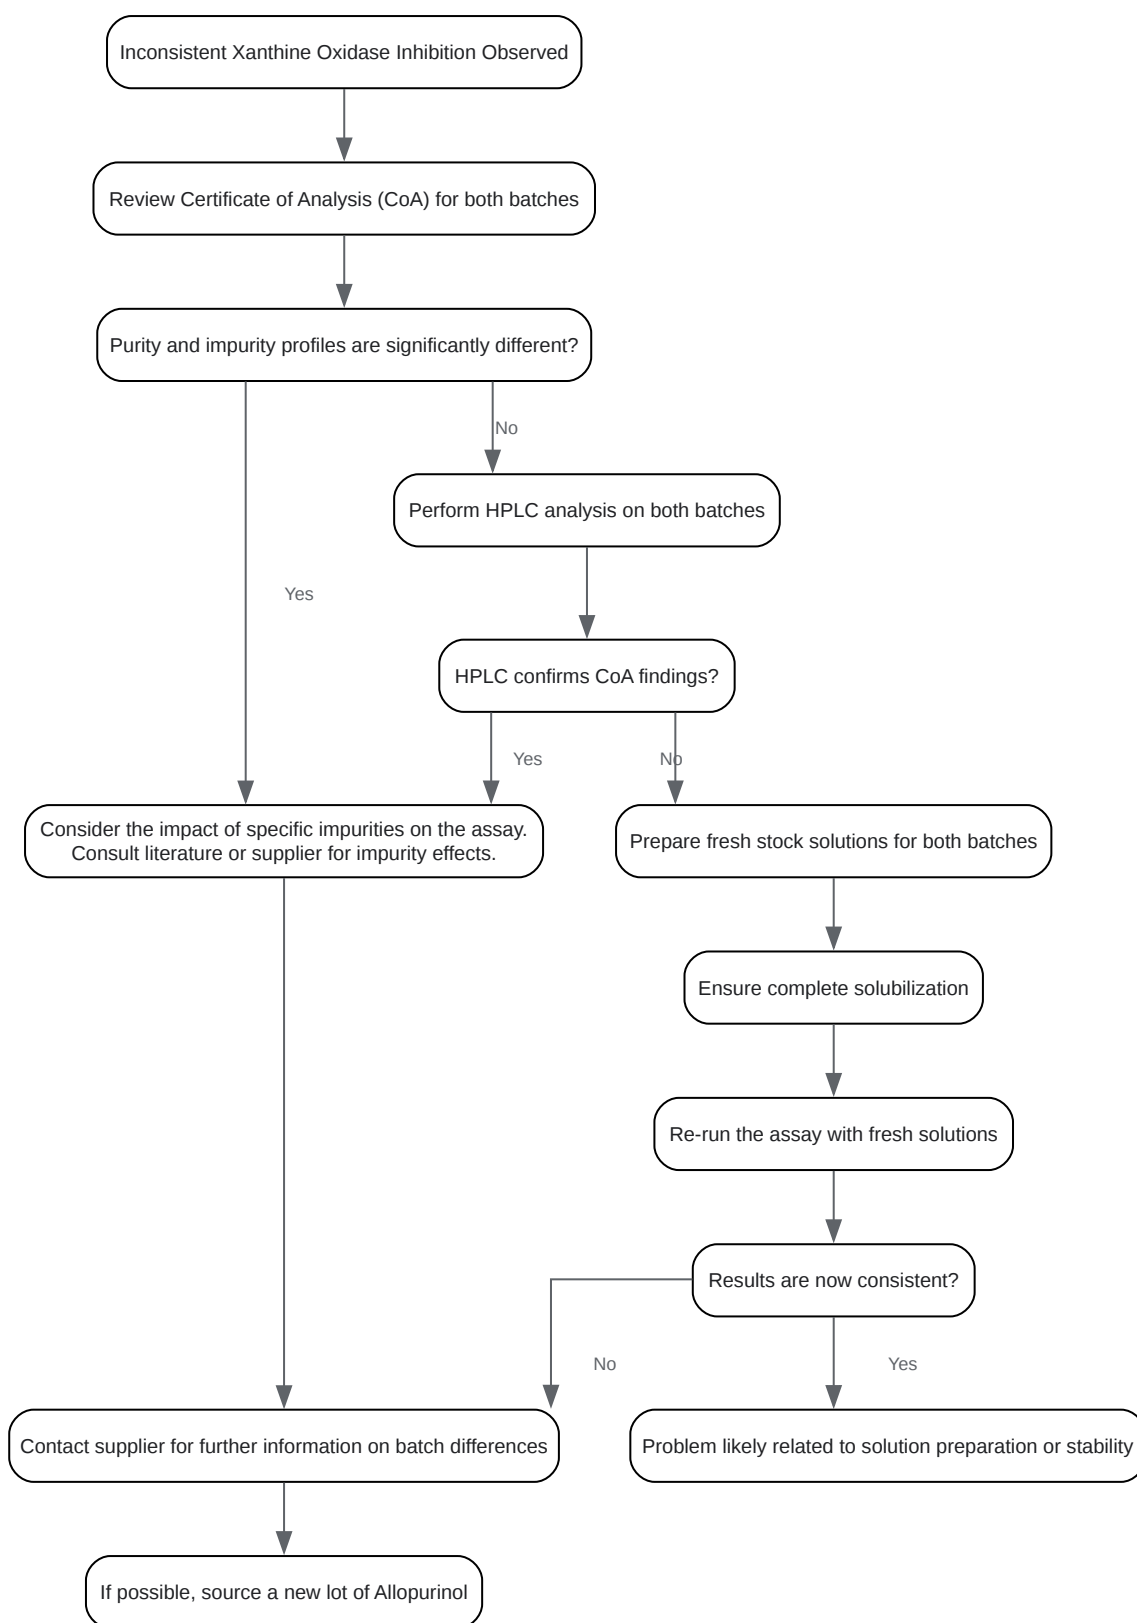 Inconsistent Xanthine Oxidase Inhibition Observed
Review Certificate of Analysis (CoA) for both batches
Purity and impurity profiles are significantly different?
No
Perform HPLC analysis on both batches
Yes
HPLC confirms CoA findings?
Yes
No
Consider the impact of specific impurities on the assay.
Consult literature or supplier for impurity effects.
Prepare fresh stock solutions for both batches
Ensure complete solubilization
Re-run the assay with fresh solutions
Results are now consistent?
No
Yes
Contact supplier for further information on batch differences
Problem likely related to solution preparation or stability
If possible, source a new lot of Allopurinol